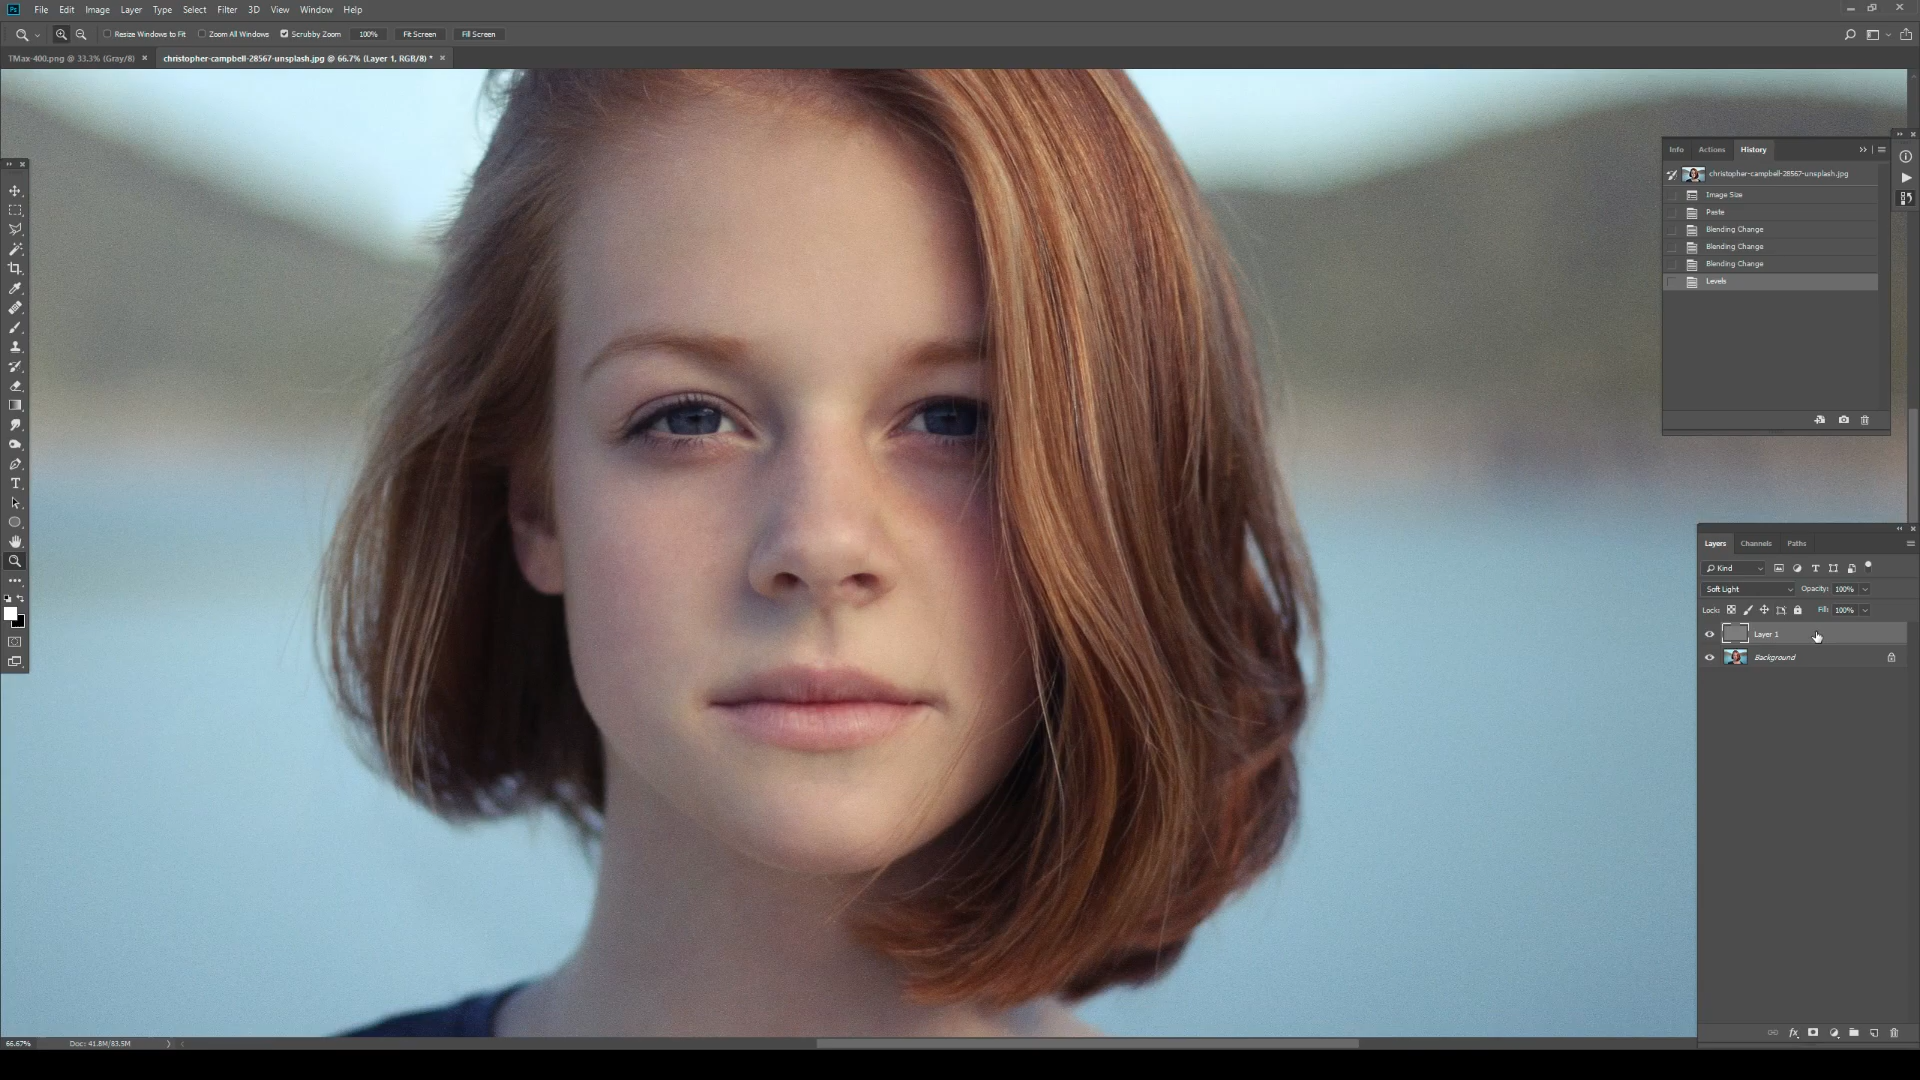 Ps File Edit Image Layer Type Select Filter 3D View Window Help
Resize Windows to Fit Zoom All Windows Scrubby Zoom 100% Fit Screen Fill Screen
TMax-400.png @ 33.3% (Gray/8) christopher-campbell-28567-unsplash.jpg @ 66.7% (Layer 1, RGB/8) *
Info Actions History
christopher-campbell-28567-unsplash.jpg
Image Size
Paste
Blending Change
Blending Change
Blending Change
Levels
Layers Channels Paths
Kind
Soft Light Opacity: 100%
Lock: Fill: 100%
Layer 1
Background
66.67% Doc: 41.8M/83.5M